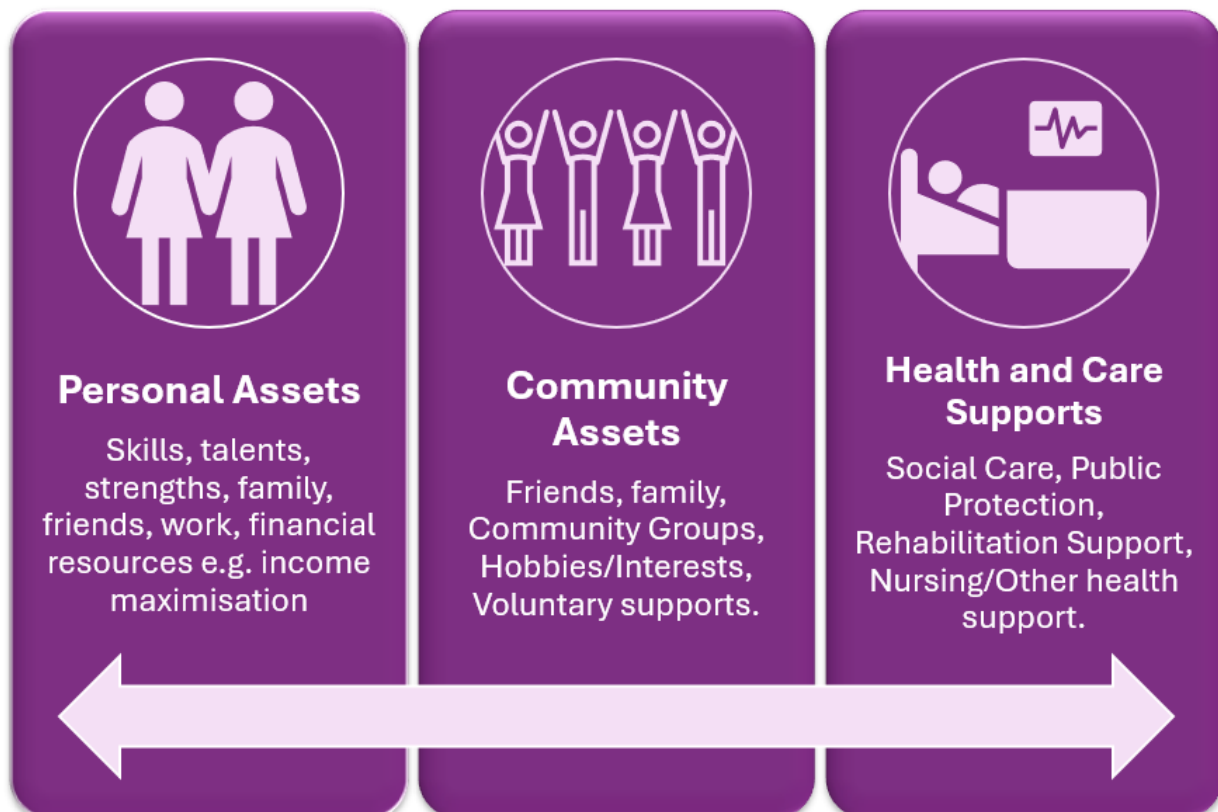 Personal Assets
Skills, talents,
strengths, family,
friends, work, financial
resources e.g. income
maximisation
Community
Assets
Friends, family,
Community Groups,
Hobbies/Interests,
Voluntary supports.
Health and Care
Supports
Social Care, Public
Protection,
Rehabilitation Support,
Nursing/Other health
support.